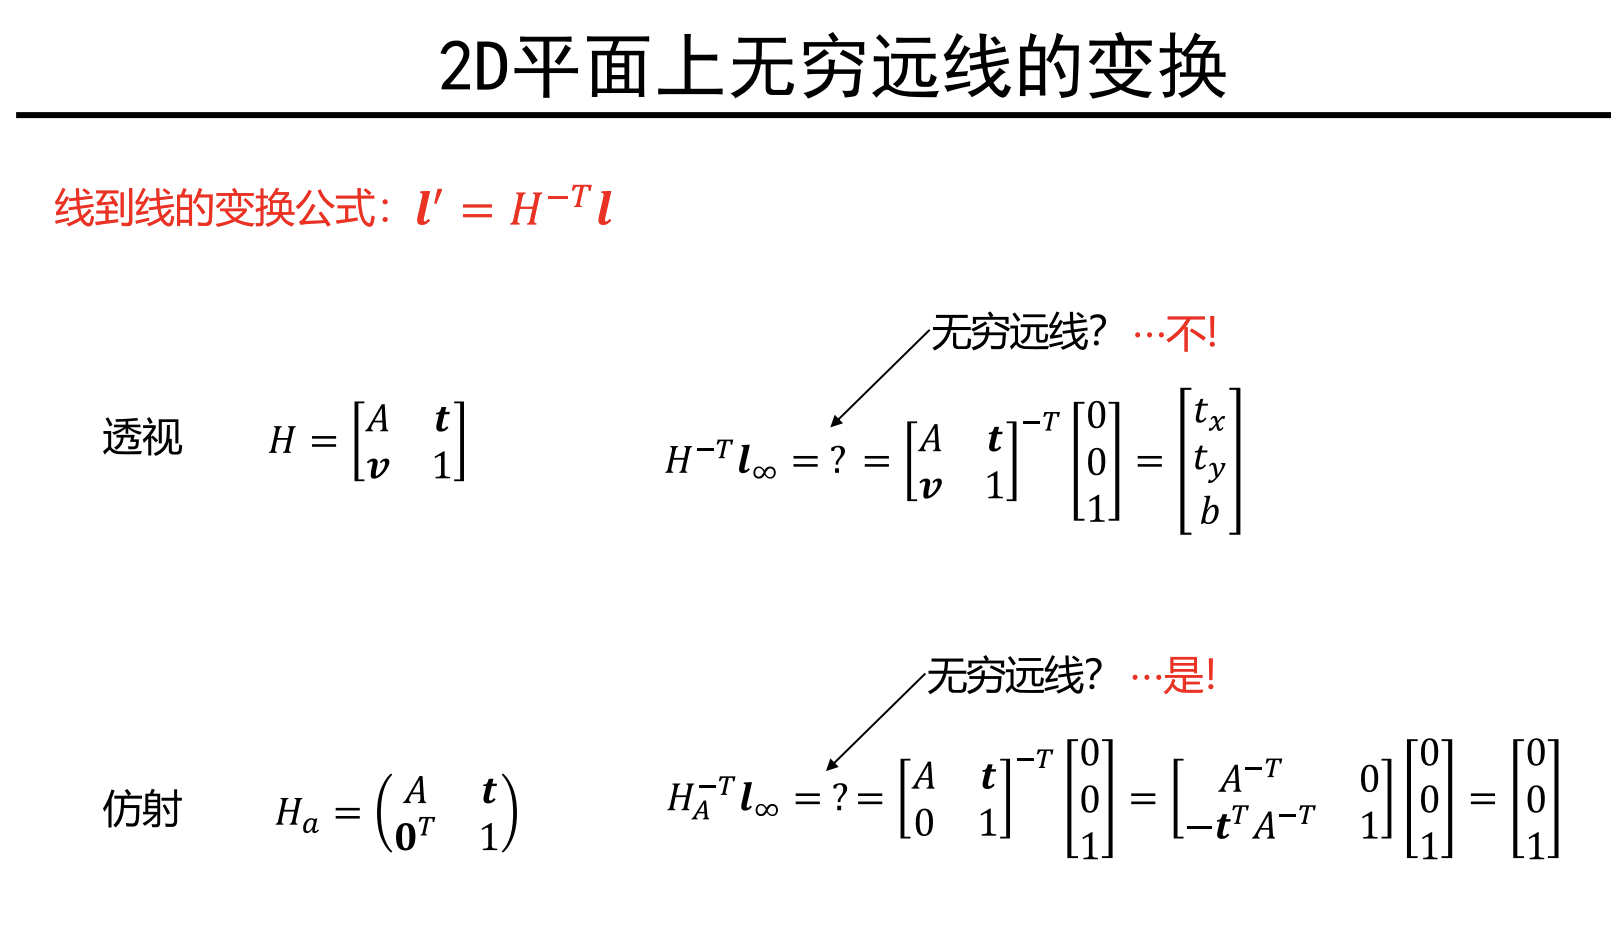 2D平面上无穷远线的变换
线到线的变换公式：𝒍′ = H^{−T}𝒍
无穷远线? …不!
透视 H = [A 𝒕; 𝒗 1] H^{−T}𝒍_∞ = ? = [A 𝒕; 𝒗 1]^{−T} [0; 0; 1] = [t_x; t_y; b]
无穷远线? …是!
仿射 H_a = (A 𝒕; 𝟎^T 1) H_A^{−T}𝒍_∞ = ? = [A 𝒕; 0 1]^{−T} [0; 0; 1] = [A^{−T} 0; −𝒕^T A^{−T} 1] [0; 0; 1] = [0; 0; 1]